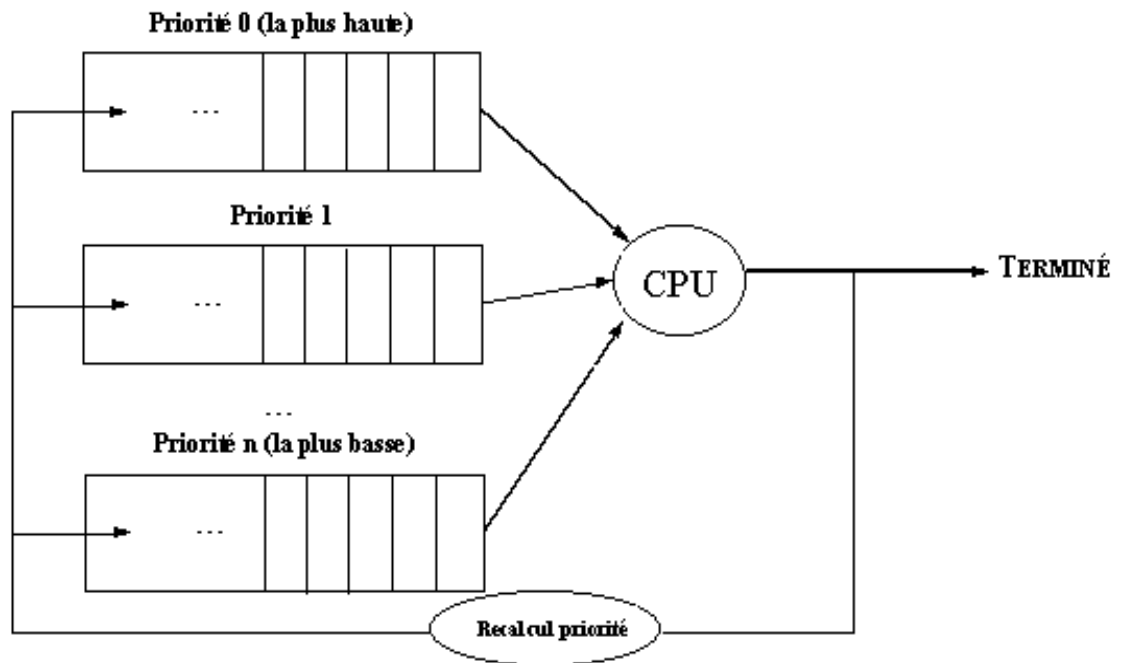 Priorité 0 (la plus haute)
...
Priorité 1
...
CPU
TERMINÉ
...
Priorité n (la plus basse)
...
Recalcul priorité